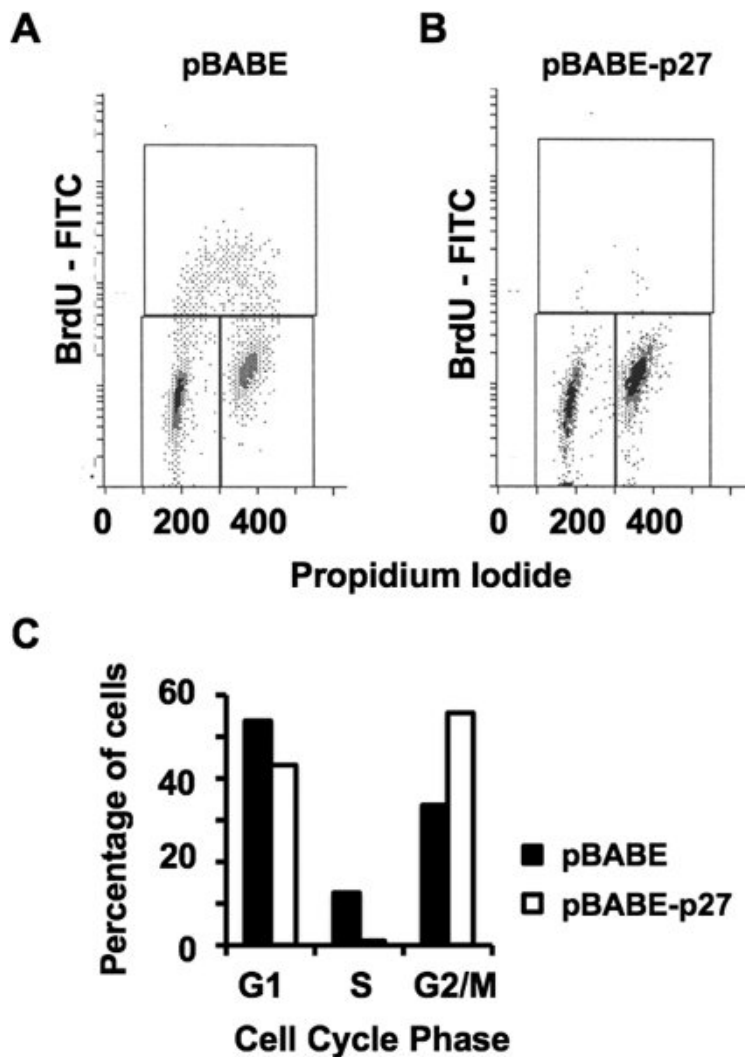 A
B
pBABE
pBABE-p27
BrdU - FITC
BrdU - FITC
0 200 400
0 200 400
Propidium Iodide
C
Percentage of cells
60
40
20
0
G1 S G2/M
Cell Cycle Phase
pBABE
pBABE-p27